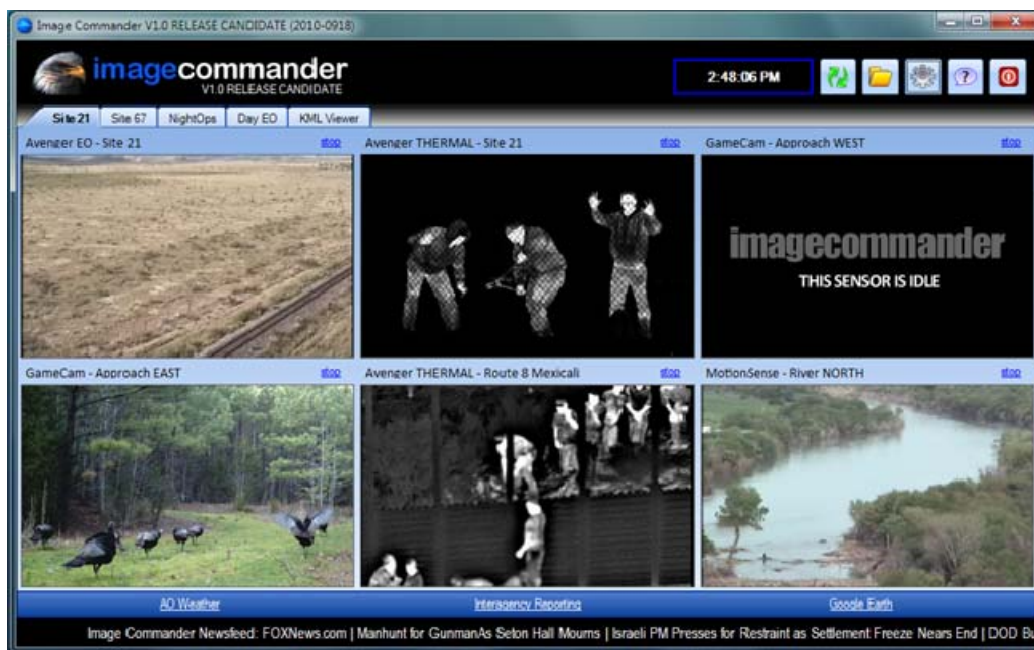 Image Commander V1.0 RELEASE CANDIDATE (2010-0918)
imagecommander
V1.0 RELEASE CANDIDATE
2:48:06 PM
Site 21 Site 67 NightOps Day EO KML Viewer
Avenger EO - Site 21 stop Avenger THERMAL - Site 21 stop GameCam - Approach WEST stop
imagecommander
THIS SENSOR IS IDLE
GameCam - Approach EAST stop Avenger THERMAL - Route 8 Mexicali stop MotionSense - River NORTH stop
AO Weather Interagency Reporting Google Earth
Image Commander Newsfeed: FOXNews.com | Manhunt for GunmanAs Seton Hall Mourns | Israeli PM Presses for Restraint as Settlement Freeze Nears End | DOD Bu